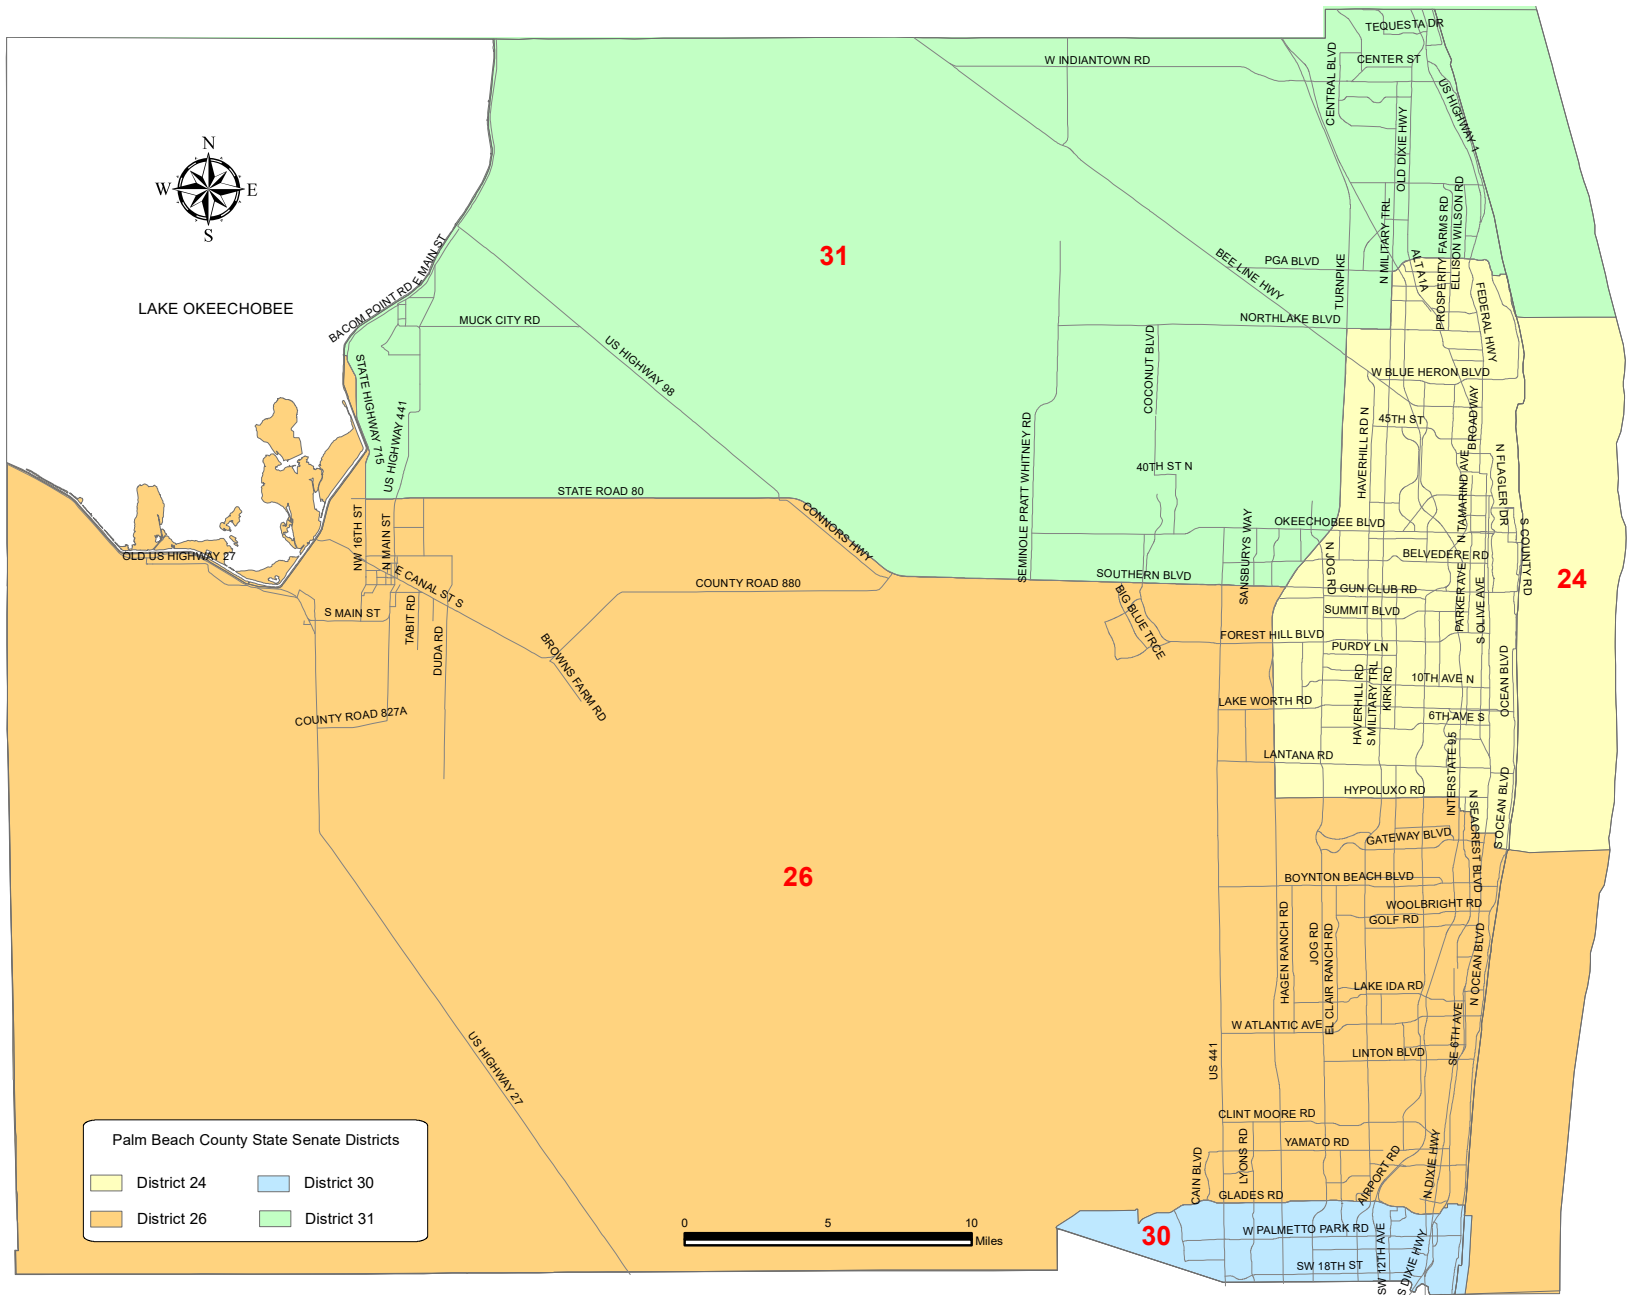 TEQUESTA DR
CENTER ST
W INDIANTOWN RD
CENTRAL BLVD
US HIGHWAY 1
OLD DIXIE HWY
N
W
E
S
E MAIN ST
BACOM POINT RD
LAKE OKEECHOBEE
31
BEE LINE HWY
PGA BLVD
TURNPIKE
N MILITARY TRL
ALT A1A
PROSPERITY FARMS RD
ELLISON WILSON RD
FEDERAL HWY
MUCK CITY RD
US HIGHWAY 98
NORTHLAKE BLVD
COCONUT BLVD
STATE HIGHWAY 715
US HIGHWAY 441
W BLUE HERON BLVD
45TH ST
BROADWAY
HAVERHILL RD N
SEMINOLE PRATT WHITNEY RD
40TH ST N
N TAMARIND AVE
N FLAGLER DR
STATE ROAD 80
CONNORS HWY
OKEECHOBEE BLVD
SANSBURYS WAY
S COUNTY RD
NW 16TH ST
N MAIN ST
OLD US HIGHWAY 27
E CANAL ST S
COUNTY ROAD 880
SOUTHERN BLVD
N JOG RD
BELVEDERE RD
24
GUN CLUB RD
SUMMIT BLVD
PARKER AVE
S OLIVE AVE
S MAIN ST
TABIT RD
DUDA RD
BROWNS FARM RD
BIG BLUE TRCE
FOREST HILL BLVD
PURDY LN
HAVERHILL RD
S MILITARY TRL
KIRK RD
10TH AVE N
OCEAN BLVD
LAKE WORTH RD
6TH AVE S
COUNTY ROAD 827A
LANTANA RD
INTERSTATE 95
HYPOLUXO RD
N SEACREST BLVD
S OCEAN BLVD
GATEWAY BLVD
26
BOYNTON BEACH BLVD
WOOLBRIGHT RD
GOLF RD
HAGEN RANCH RD
JOG RD
EL CLAIR RANCH RD
N OCEAN BLVD
LAKE IDA RD
W ATLANTIC AVE
SE 6TH AVE
US HIGHWAY 27
US 441
LINTON BLVD
CLINT MOORE RD
YAMATO RD
LYONS RD
CAIN BLVD
AIRPORT RD
N DIXIE HWY
GLADES RD
30
W PALMETTO PARK RD
SW 18TH ST
SW 12TH AVE
S DIXIE HWY
Palm Beach County State Senate Districts
District 24
District 30
District 26
District 31
0
5
10
Miles